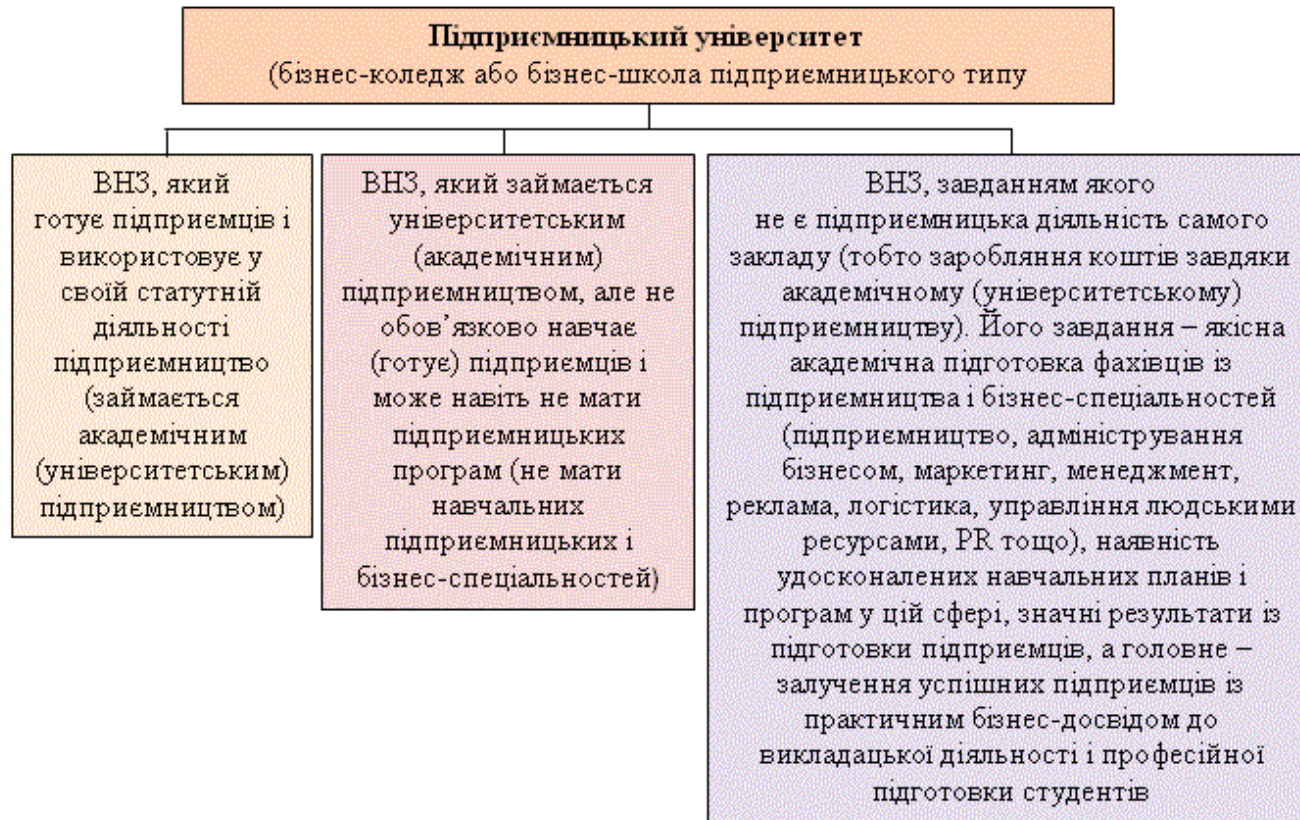 Підприємницький університет
(бізнес-коледж або бізнес-школа підприємницького типу
ВНЗ, який
готує підприємців і
використовує у
своїй статутній
діяльності
підприємництво
(займається
академічним
(університетським)
підприємництвом)
ВНЗ, який займається
університетським
(академічним)
підприємництвом, але не
обов’язково навчає
(готує) підприємців і
може навіть не мати
підприємницьких
програм (не мати
навчальних
підприємницьких і
бізнес-спеціальностей)
ВНЗ, завданням якого
не є підприємницька діяльність самого
закладу (тобто заробляння коштів завдяки
академічному (університетському)
підприємництву). Його завдання – якісна
академічна підготовка фахівців із
підприємництва і бізнес-спеціальностей
(підприємництво, адміністрування
бізнесом, маркетинг, менеджмент,
реклама, логістика, управління людськими
ресурсами, PR тощо), наявність
удосконалених навчальних планів і
програм у цій сфері, значні результати із
підготовки підприємців, а головне –
залучення успішних підприємців із
практичним бізнес-досвідом до
викладацької діяльності і професійної
підготовки студентів